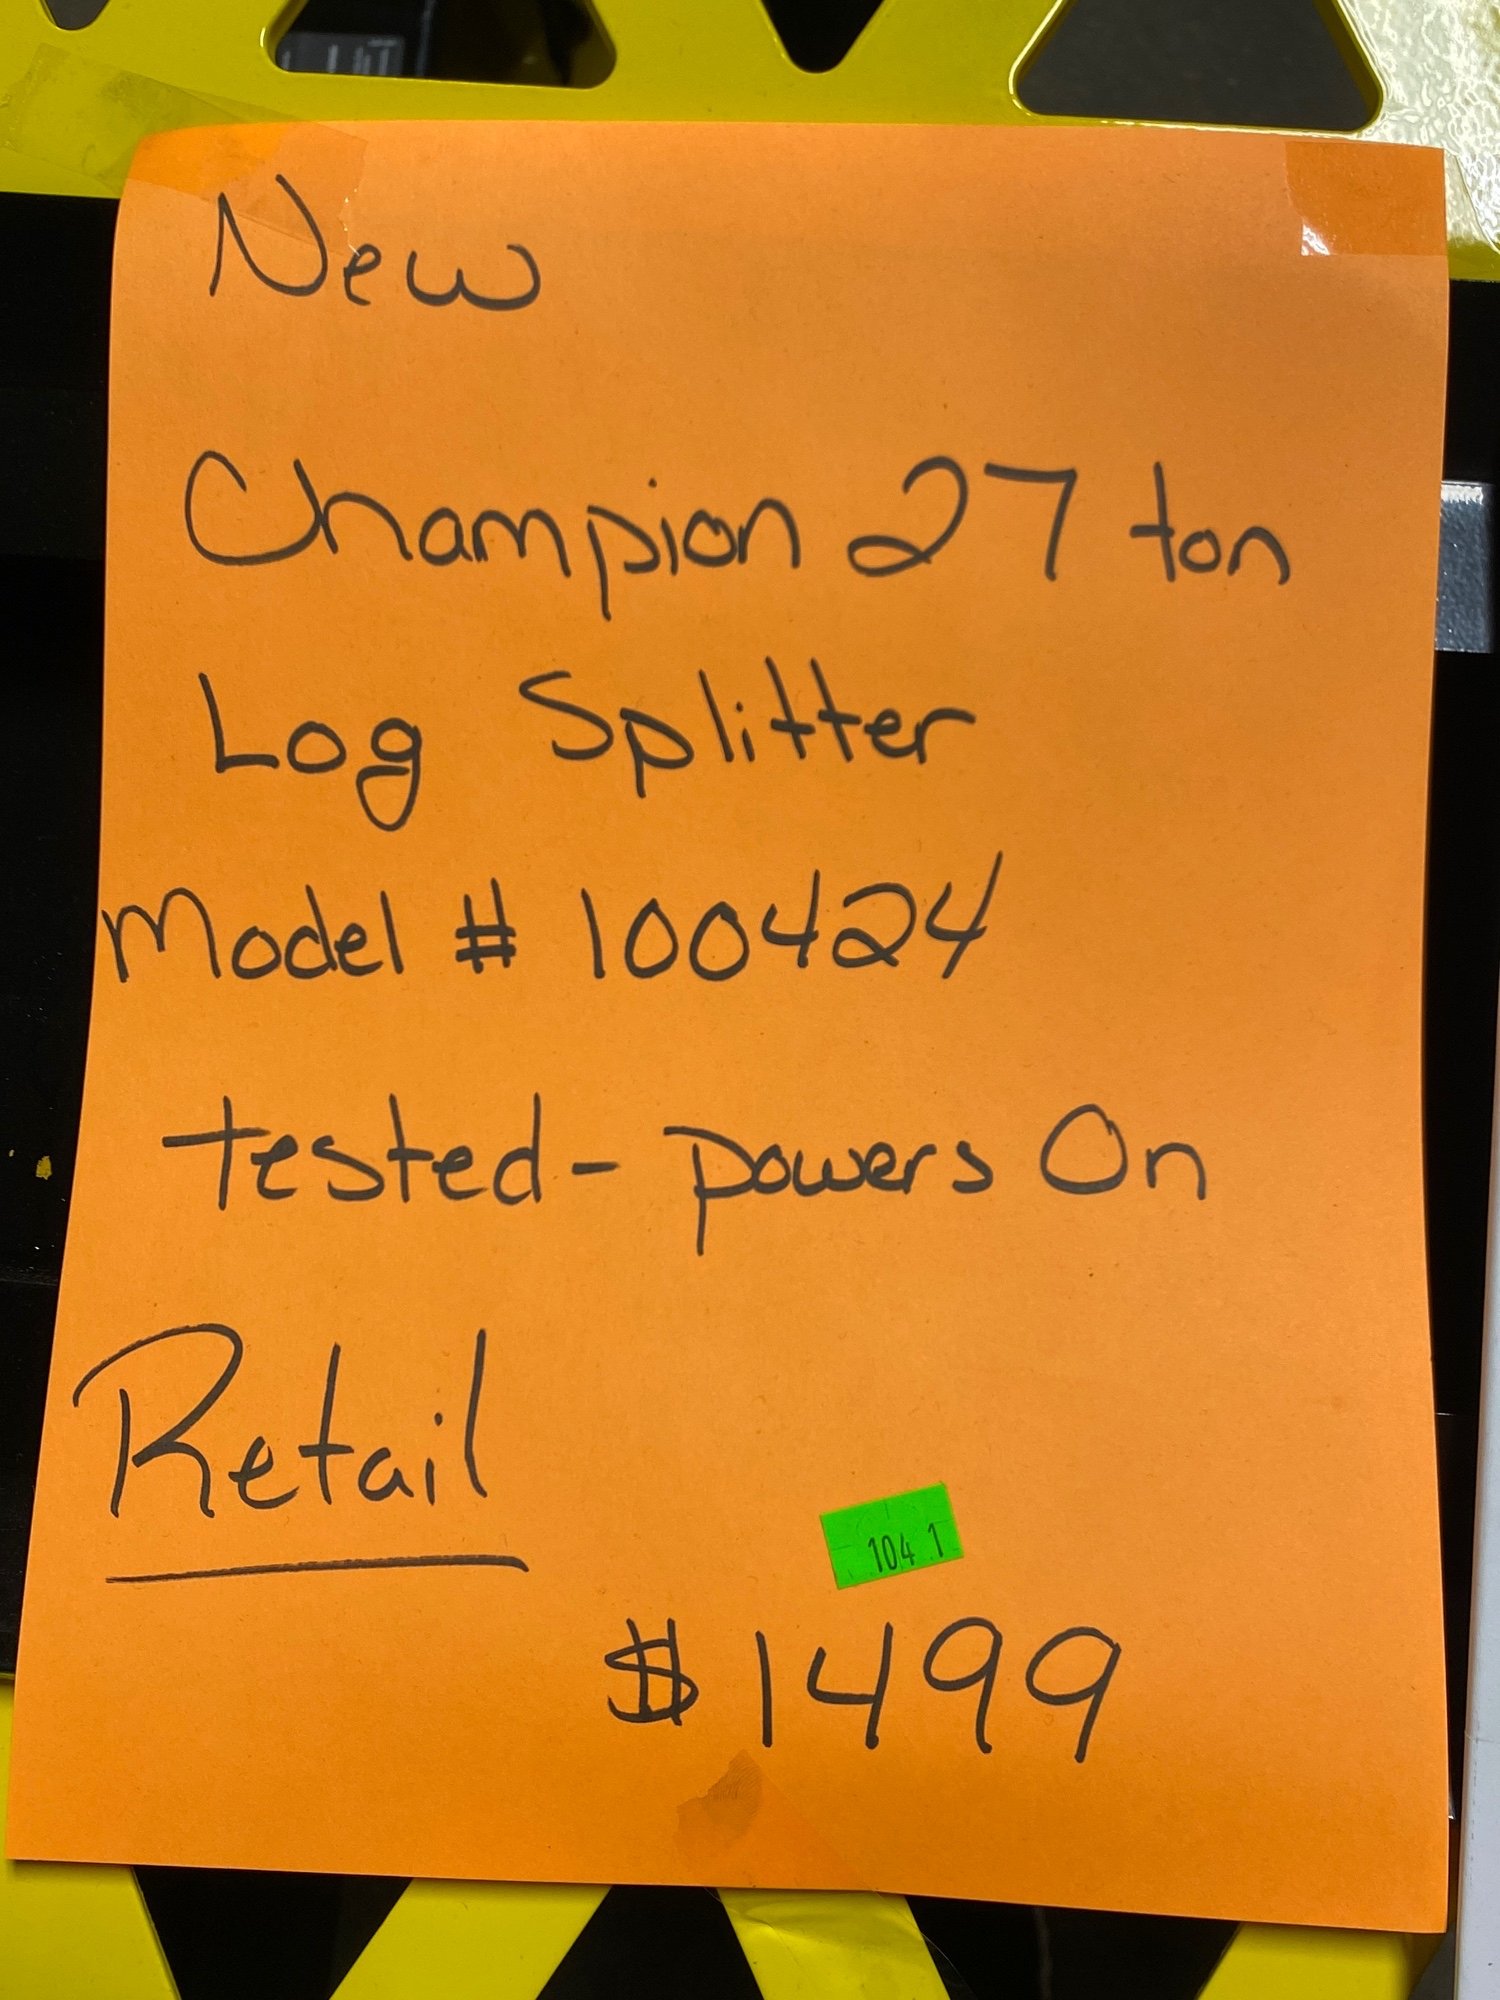 New
Champion 27 ton
Log Splitter
Model # 100424
tested - powers On
Retail
104 1
$1499